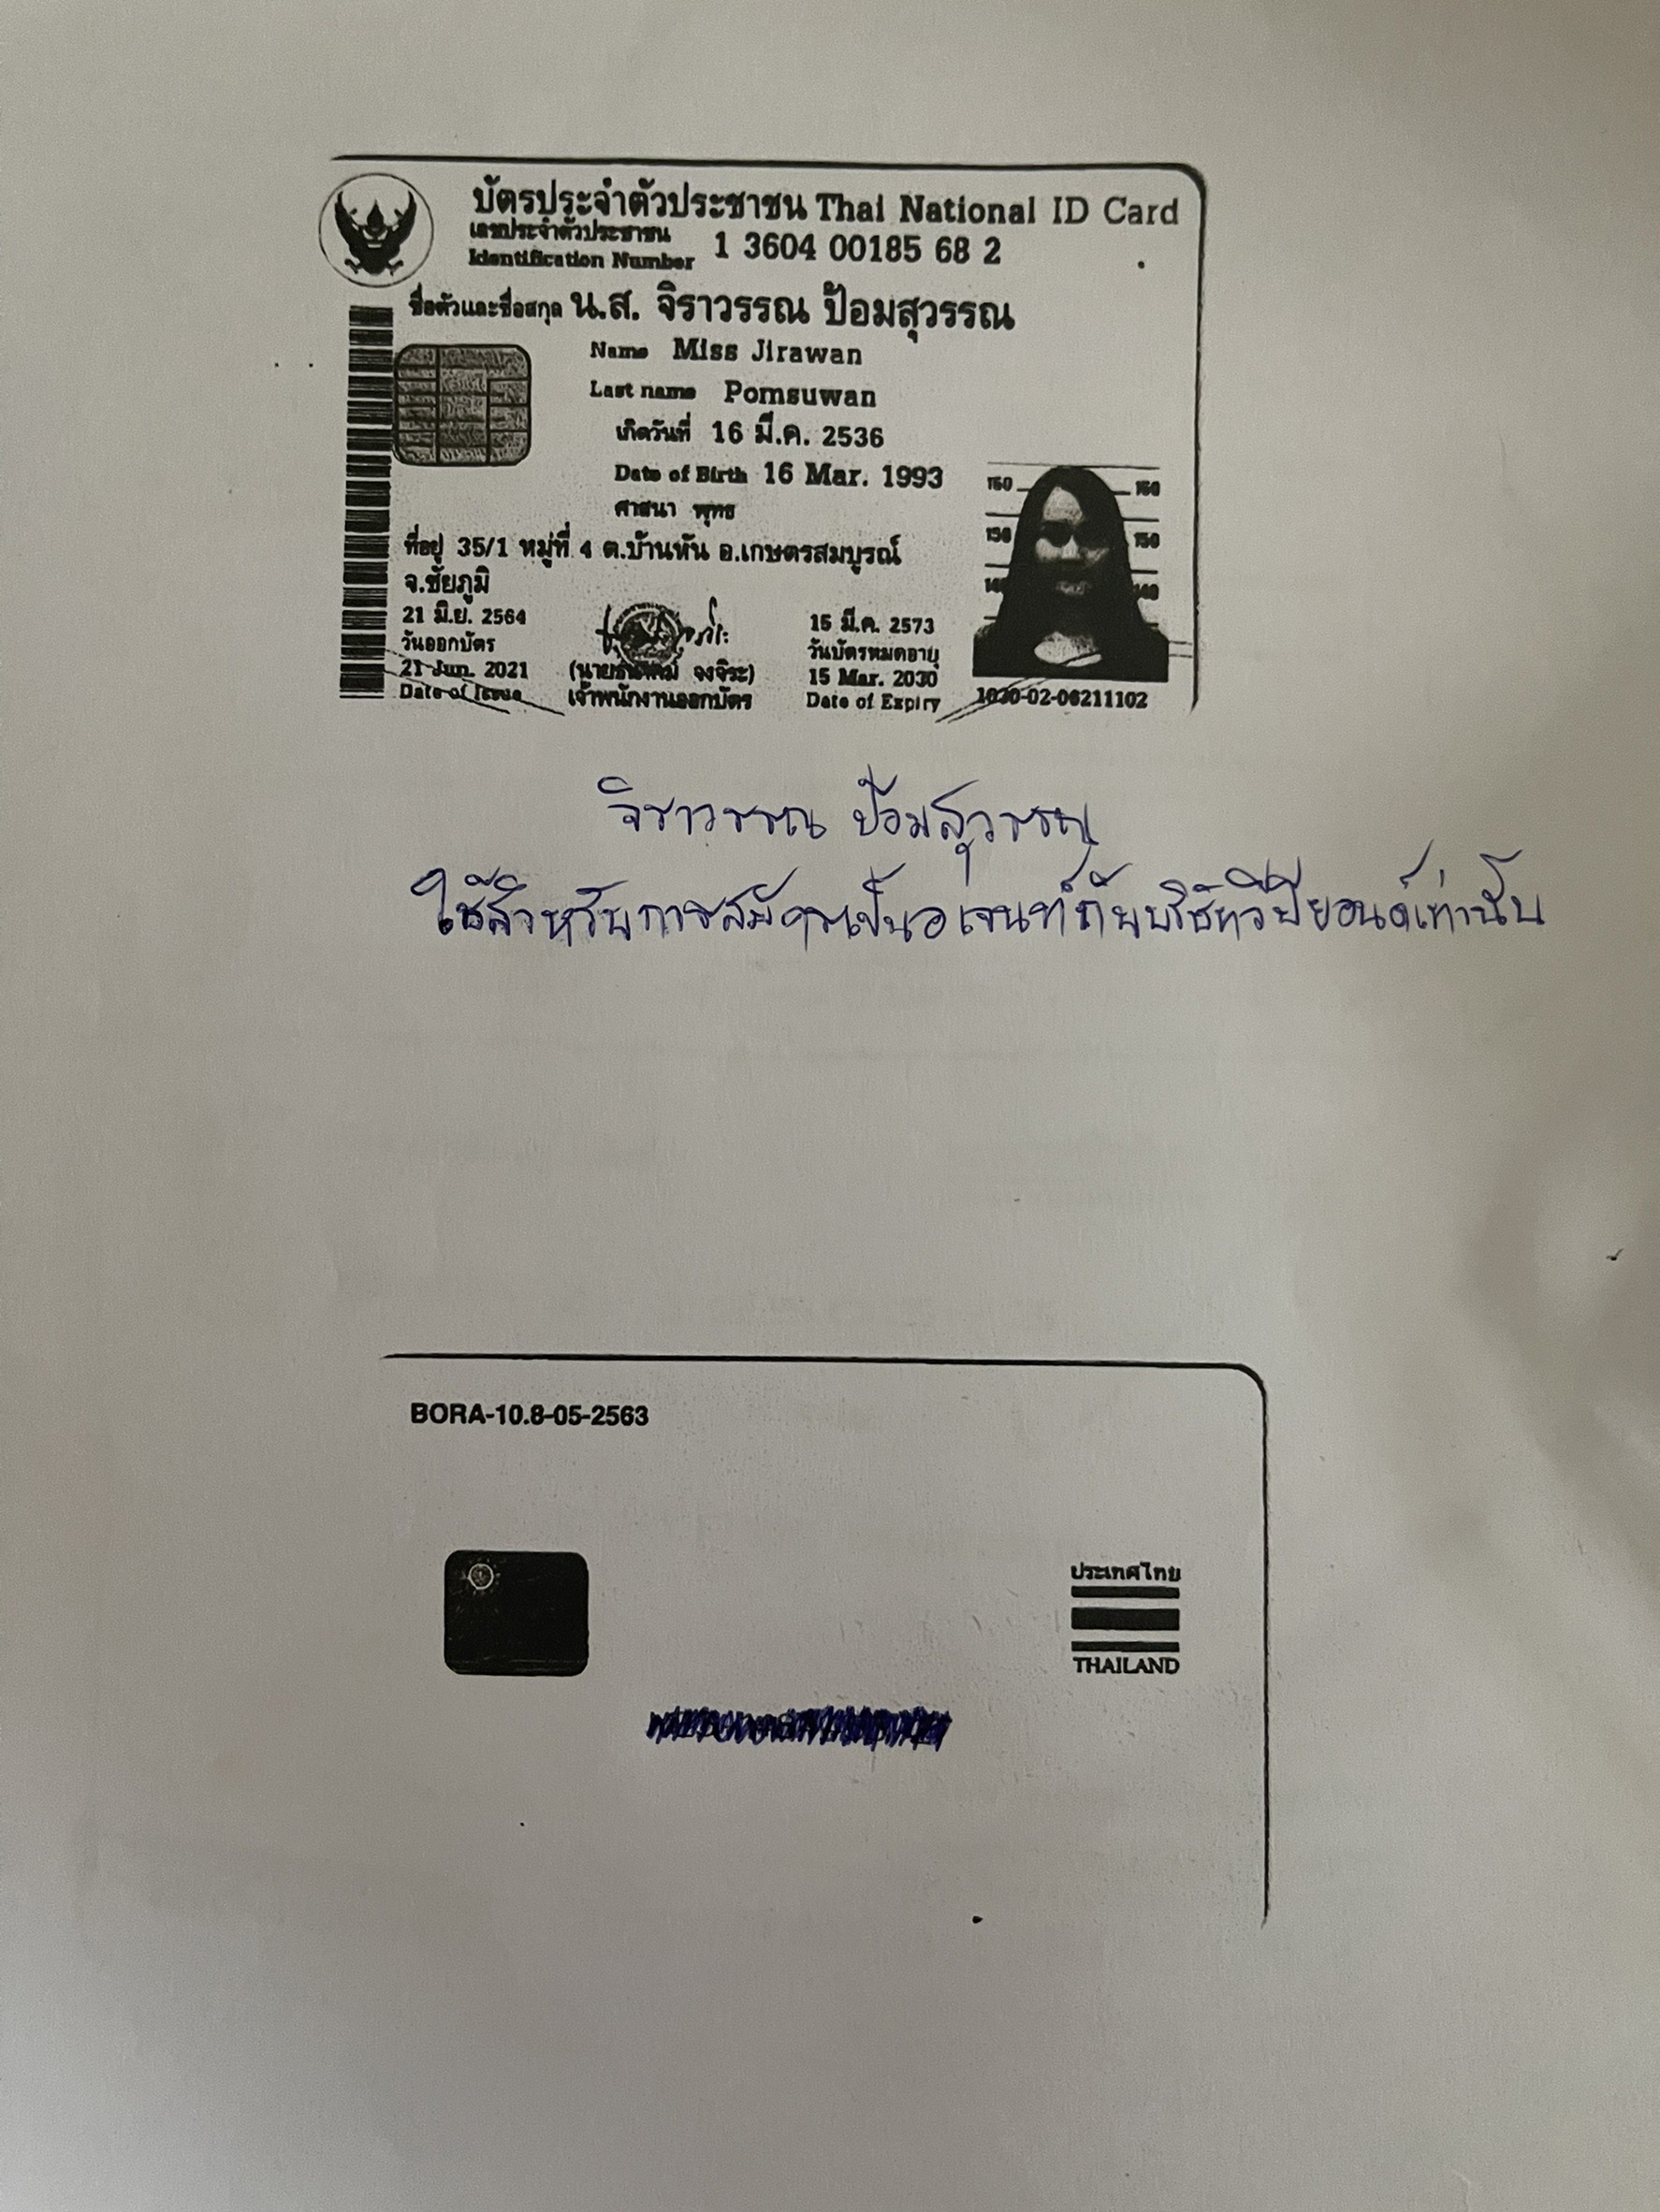 บัตรประจำตัวประชาชน Thai National ID Card
เลขประจำตัวประชาชน
Identification Number 1 3604 00185 68 2
ชื่อตัวและชื่อสกุล น.ส. จิราวรรณ ป้อมสุวรรณ
Name Miss Jirawan
Last name Pomsuwan
เกิดวันที่ 16 มี.ค. 2536
Date of Birth 16 Mar. 1993
ศาสนา พุทธ
ที่อยู่ 35/1 หมู่ที่ 4 ต.บ้านหัน อ.เกษตรสมบูรณ์
จ.ชัยภูมิ
21 มิ.ย. 2564
วันออกบัตร
21 Jun. 2021
Date of Issue
จงจิระ)
เจ้าพนักงานออกบัตร
15 มี.ค. 2573
วันบัตรหมดอายุ
15 Mar. 2030
Date of Expiry
160 160
150 150
1030-02-06211102
จิราวรรณ ป้อมสุวรรณ
ใช้สำหรับการสมัครเป็นเอเจนท์กับบริษัทวีบียอนด์เท่านั้น
BORA-10.8-05-2563
ประเทศไทย
THAILAND